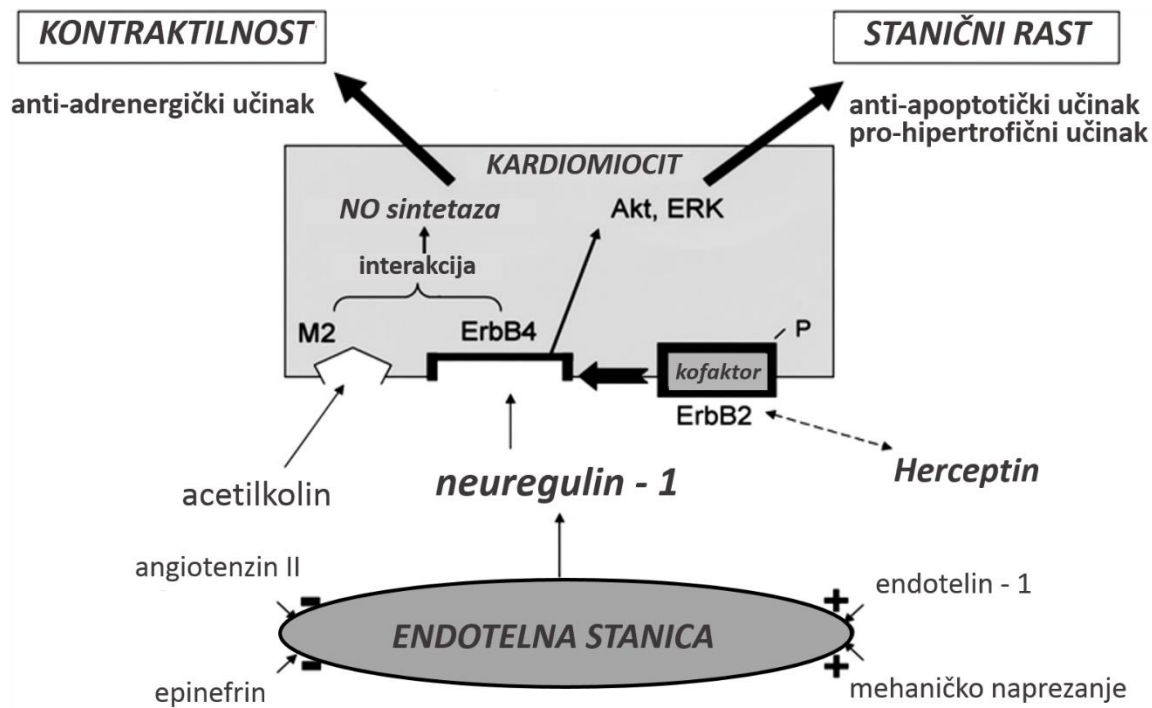 KONTRAKTILNOST
STANIČNI RAST
anti-adrenergički učinak
anti-apoptotički učinak
pro-hipertrofični učinak
KARDIOMIOCIT
NO sintetaza
Akt, ERK
interakcija
M2
ErbB4
P
kofaktor
ErbB2
Herceptin
neuregulin - 1
acetilkolin
angiotenzin II
endotelin - 1
-
+
ENDOTELNA STANICA
-
+
epinefrin
mehaničko naprezanje